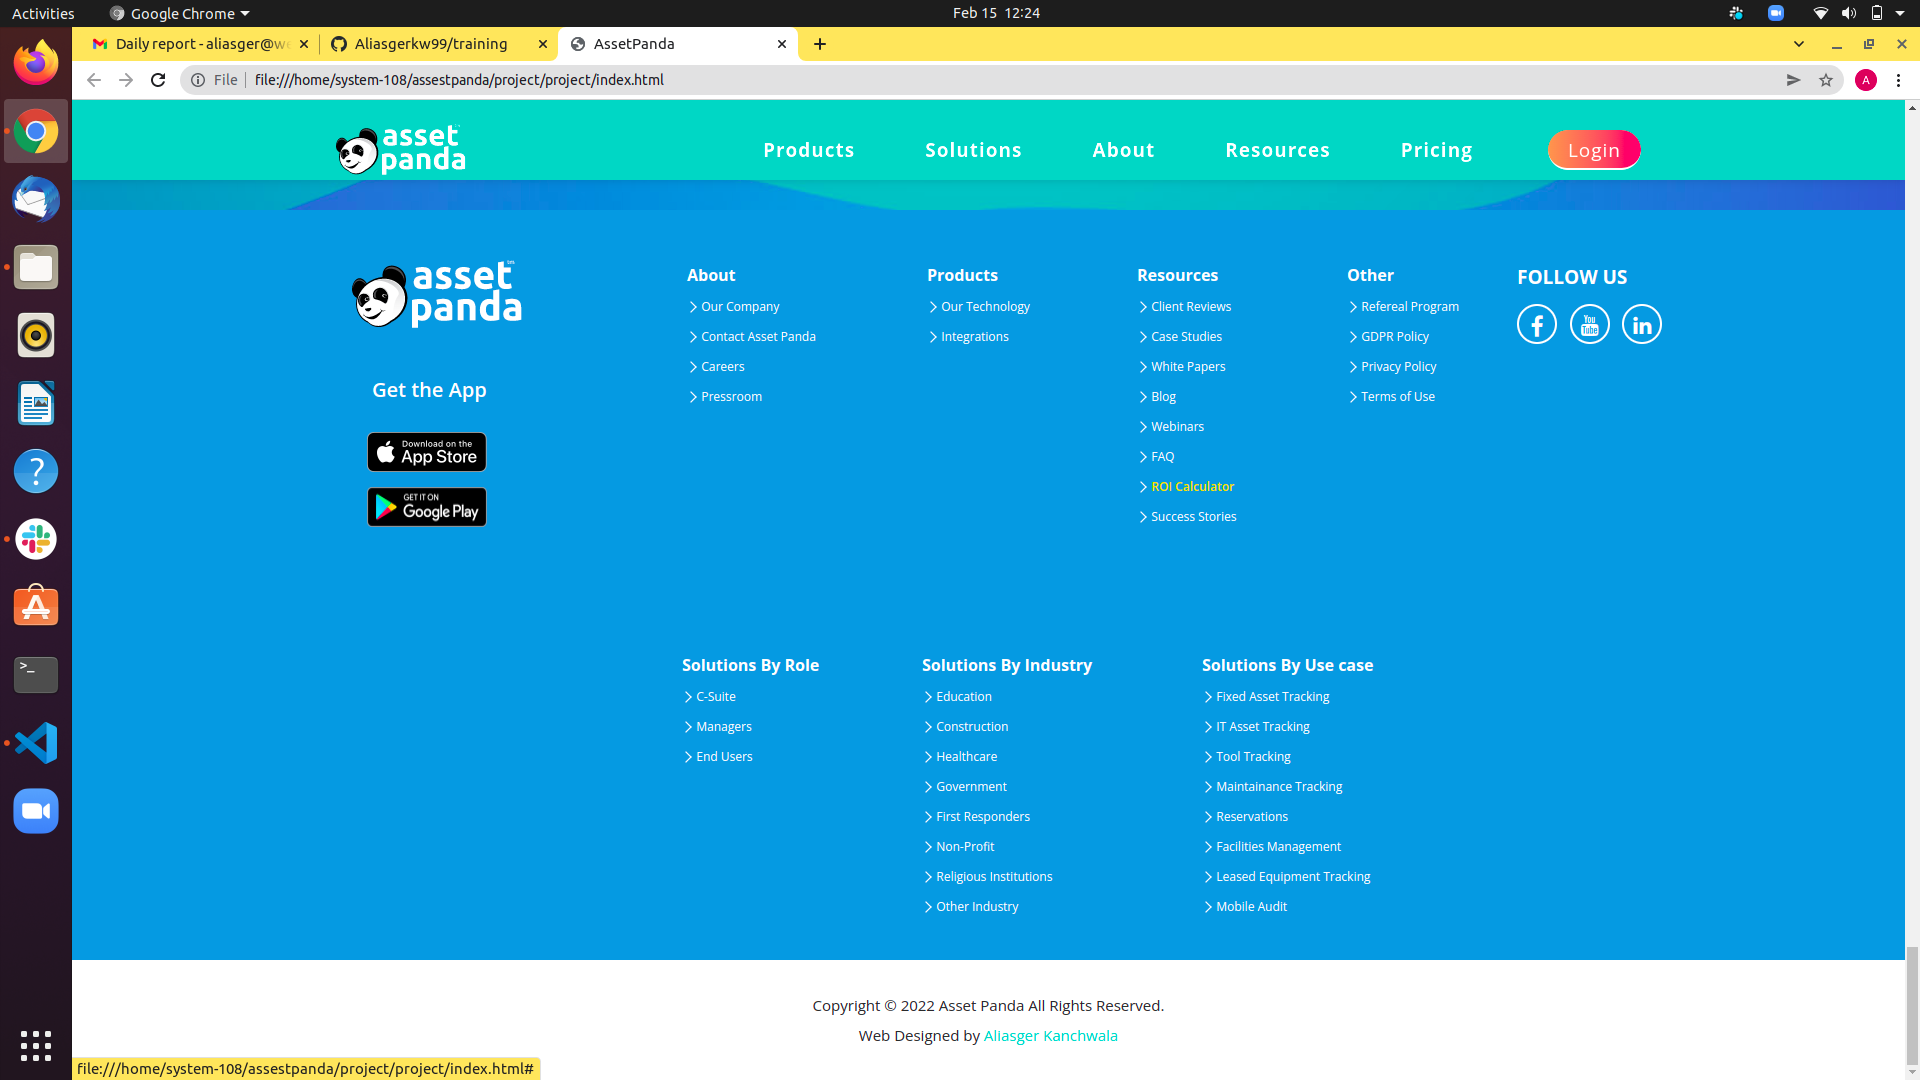 Activities
Google Chrome
Feb 15 12:24
Daily report - aliasger@we
Aliasgerkw99/training
AssetPanda
File
file:///home/system-108/assestpanda/project/project/index.html
A
asset
panda
Products
Solutions
About
Resources
Pricing
Login
asset
panda
Get the App
Download on the
App Store
GET IT ON
Google Play
About
Our Company
Contact Asset Panda
Careers
Pressroom
Products
Our Technology
Integrations
Resources
Client Reviews
Case Studies
White Papers
Blog
Webinars
FAQ
ROI Calculator
Success Stories
Other
Refereal Program
GDPR Policy
Privacy Policy
Terms of Use
FOLLOW US
f
You
Tube
in
Solutions By Role
C-Suite
Managers
End Users
Solutions By Industry
Education
Construction
Healthcare
Government
First Responders
Non-Profit
Religious Institutions
Other Industry
Solutions By Use case
Fixed Asset Tracking
IT Asset Tracking
Tool Tracking
Maintainance Tracking
Reservations
Facilities Management
Leased Equipment Tracking
Mobile Audit
Copyright © 2022 Asset Panda All Rights Reserved.
Web Designed by Aliasger Kanchwala
file:///home/system-108/assestpanda/project/project/index.html#